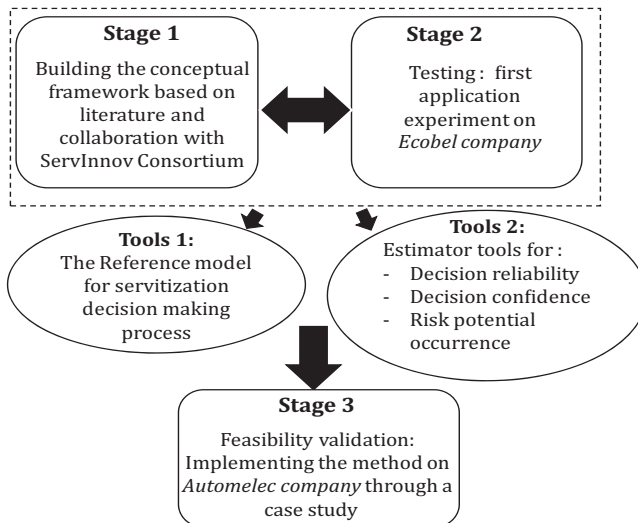 Stage 1
Building the conceptual
framework based on
literature and
collaboration with
ServInnov Consortium
Stage 2
Testing : first
application
experiment on
Ecobel company
Tools 1:
The Reference model
for servitization
decision making
process
Tools 2:
Estimator tools for :
- Decision reliability
- Decision confidence
- Risk potential
occurrence
Stage 3
Feasibility validation:
Implementing the method on
Automelec company through a
case study